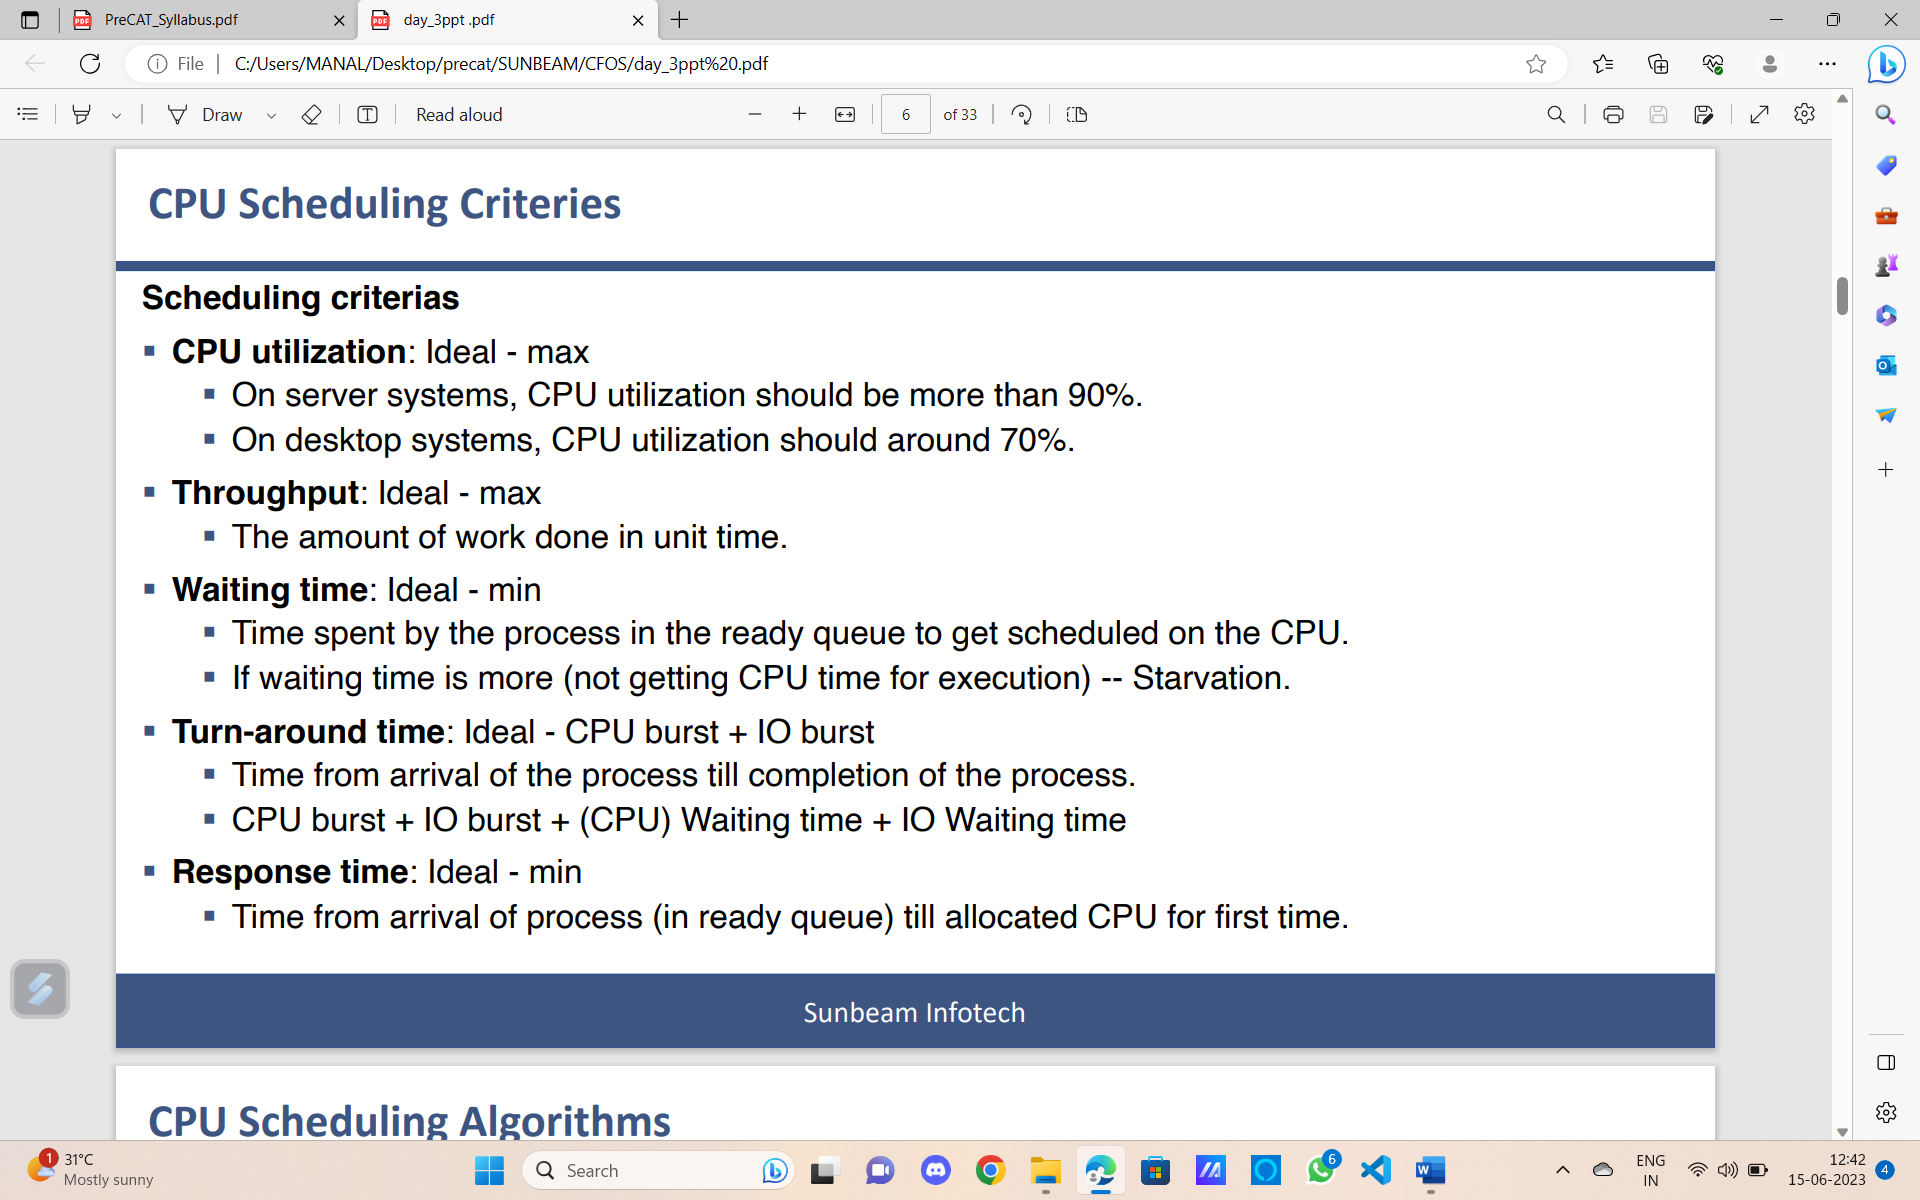 PreCAT_Syllabus.pdf
day_3ppt .pdf
File
C:/Users/MANAL/Desktop/precat/SUNBEAM/CFOS/day_3ppt%20.pdf
Draw
Read aloud
6 of 33
CPU Scheduling Criteries
Scheduling criterias
CPU utilization: Ideal - max
On server systems, CPU utilization should be more than 90%.
On desktop systems, CPU utilization should around 70%.
Throughput: Ideal - max
The amount of work done in unit time.
Waiting time: Ideal - min
Time spent by the process in the ready queue to get scheduled on the CPU.
If waiting time is more (not getting CPU time for execution) -- Starvation.
Turn-around time: Ideal - CPU burst + IO burst
Time from arrival of the process till completion of the process.
CPU burst + IO burst + (CPU) Waiting time + IO Waiting time
Response time: Ideal - min
Time from arrival of process (in ready queue) till allocated CPU for first time.
Sunbeam Infotech
CPU Scheduling Algorithms
1
31°C
Mostly sunny
Search
6
ENG
IN
12:42
15-06-2023
4